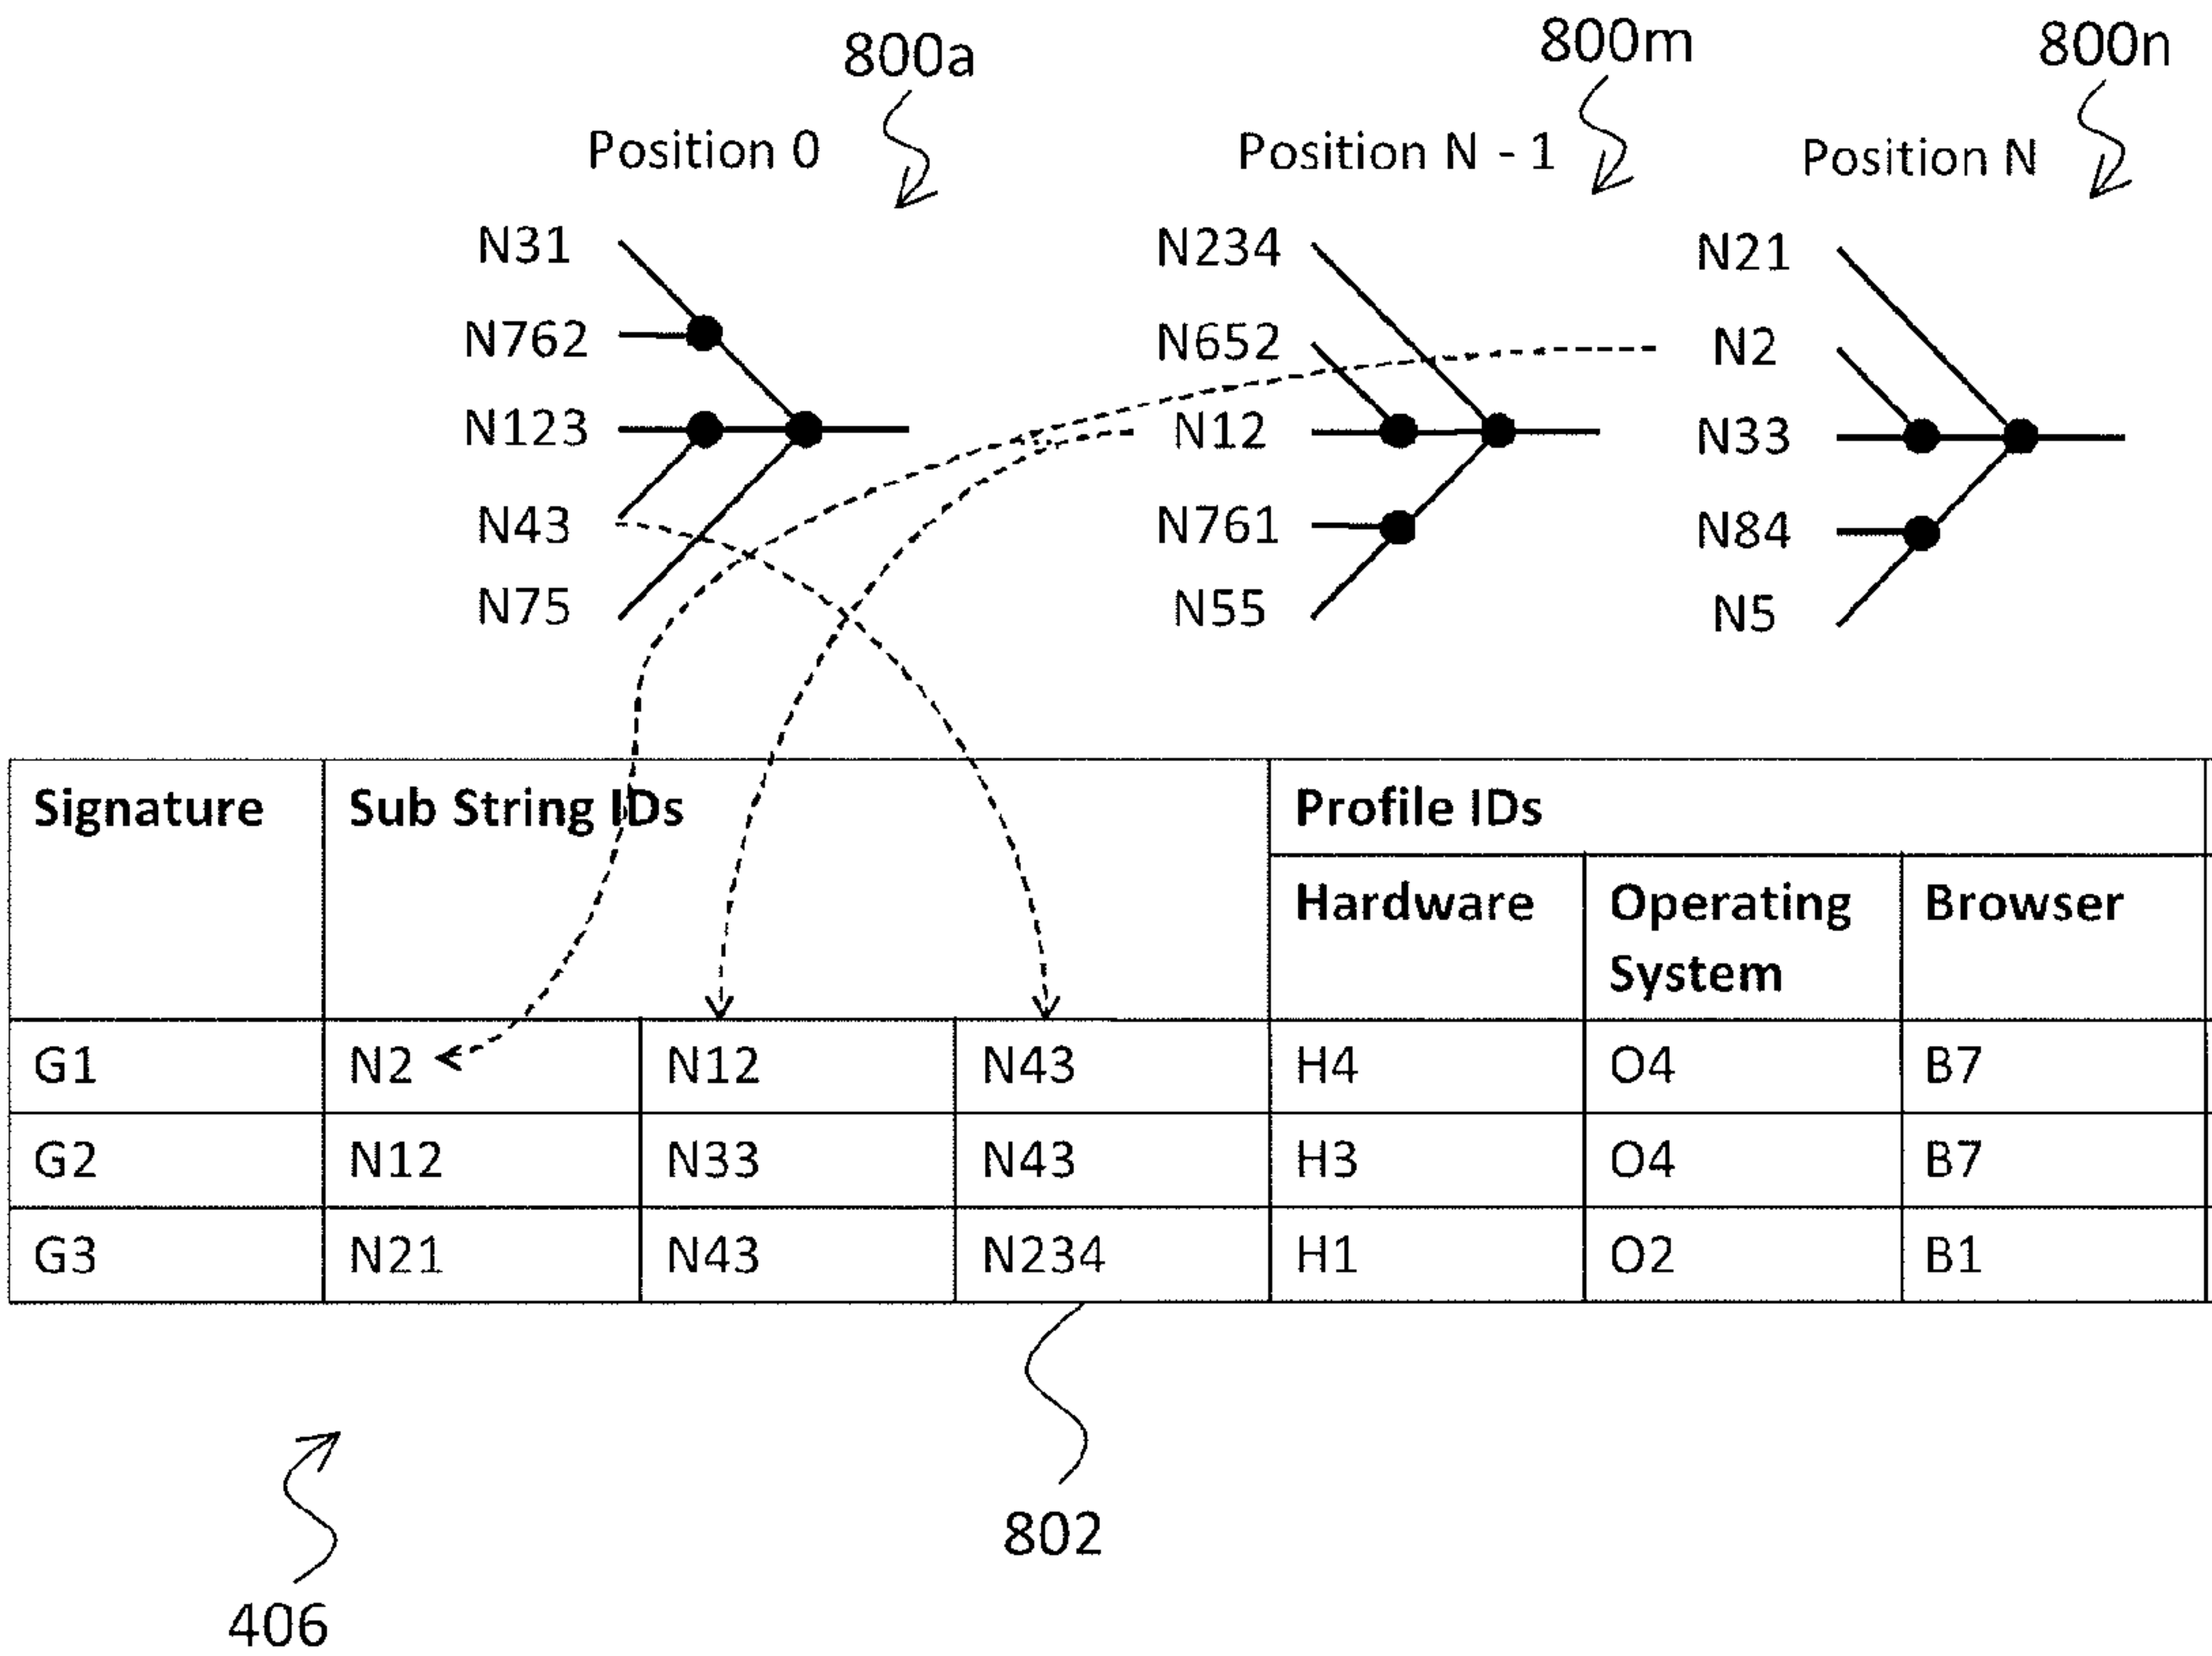 800a 800m 800n
Position 0 Position N - 1 Position N
N31 N234 N21
N762 N652 N2
N123 N12 N33
N43 N761 N84
N75 N55 N5
Signature Sub String IDs Profile IDs
Hardware Operating Browser
System
G1 N2 N12 N43 H4 O4 B7
G2 N12 N33 N43 H3 O4 B7
G3 N21 N43 N234 H1 O2 B1
802
406